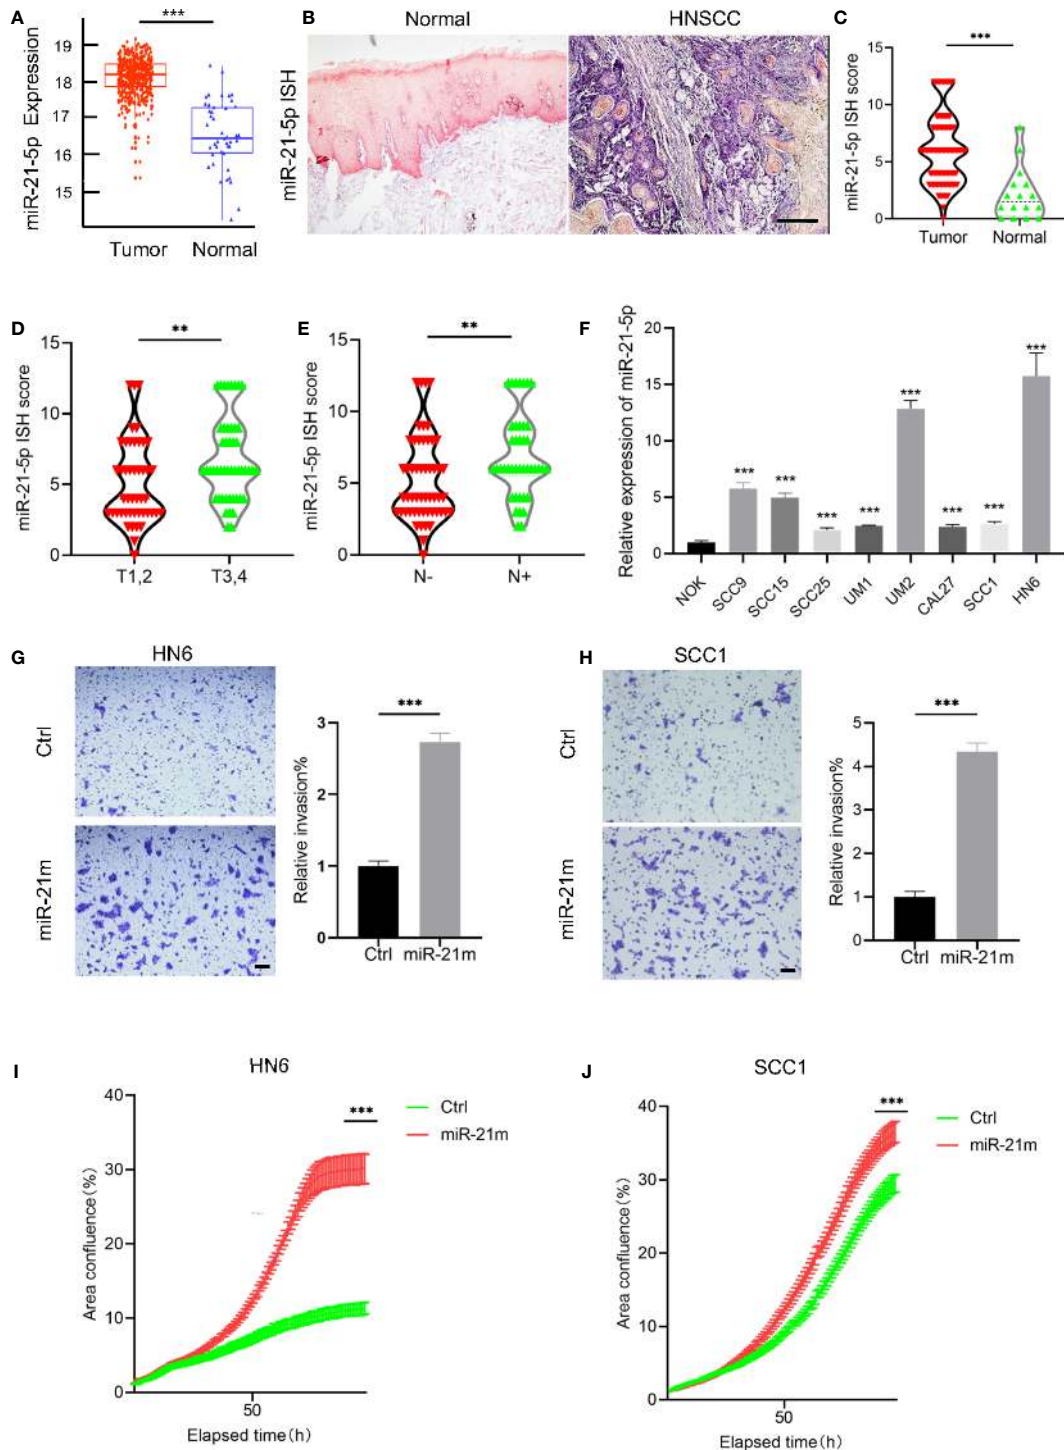 A
***
miR-21-5p Expression
19
18
17
16
15
Tumor Normal
B
Normal HNSCC
miR-21-5p ISH
C
***
miR-21-5p ISH score
15
10
5
0
Tumor Normal
D
**
miR-21-5p ISH score
15
10
5
0
T1,2 T3,4
E
**
miR-21-5p ISH score
15
10
5
0
N- N+
F
Relative expression of miR-21-5p
20
15
10
5
0
*** *** *** *** *** *** *** ***
NOK SCC9 SCC15 SCC25 UM1 UM2 CAL27 SCC1 HN6
G
HN6
Ctrl
miR-21m
***
Relative invasion%
3
2
1
0
Ctrl miR-21m
H
SCC1
Ctrl
miR-21m
***
Relative invasion%
5
4
3
2
1
0
Ctrl miR-21m
I
HN6
***
Ctrl
miR-21m
Area confluence(%)
40
30
20
10
0
50
Elapsed time(h)
J
SCC1
***
Ctrl
miR-21m
Area confluence(%)
40
30
20
10
0
50
Elapsed time(h)